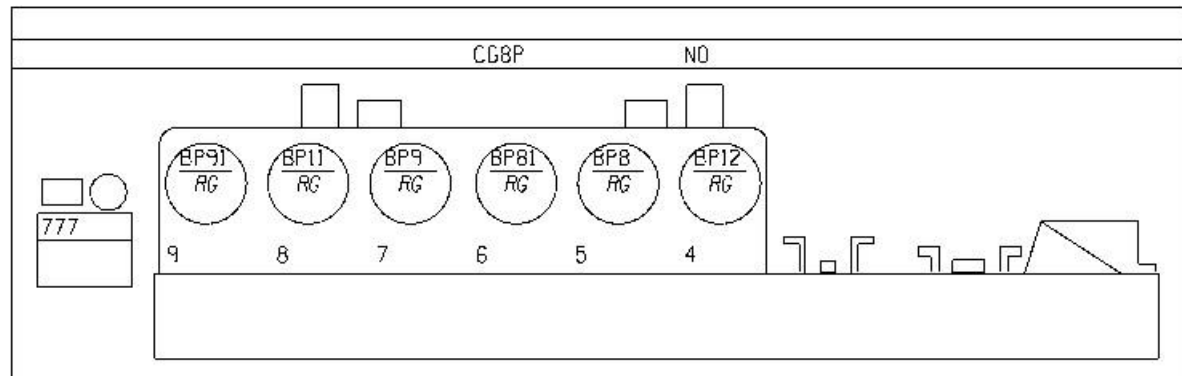 CG8P NO
BP91 BP11 BP9 BP81 BP8 BP12
RG RG RG RG RG RG
777
9 8 7 6 5 4